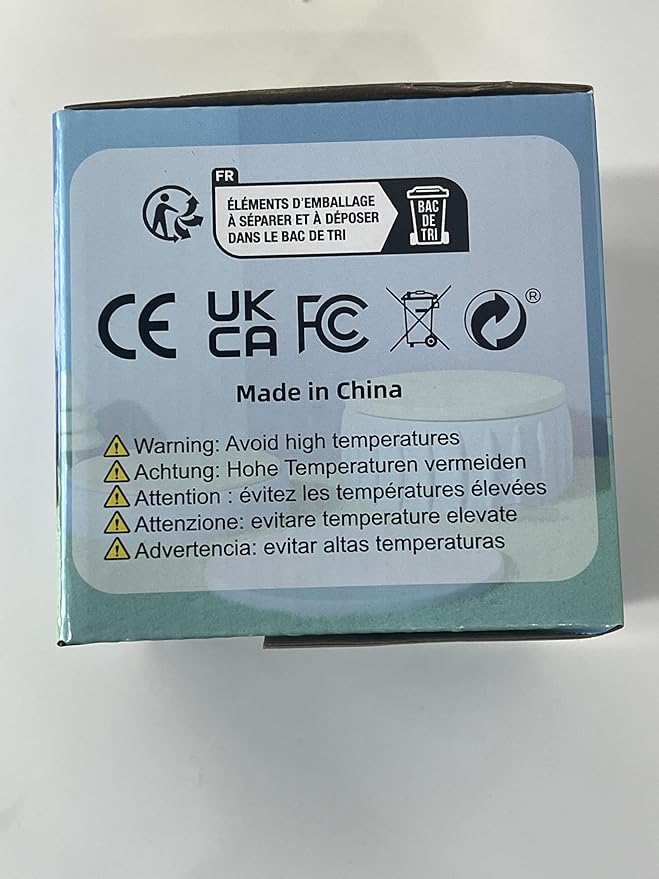 FR
ÉLÉMENTS D'EMBALLAGE
À SÉPARER ET À DÉPOSER
DANS LE BAC DE TRI
BAC
DE
TRI
CE
UK
CA
FC
®
Made in China
Warning: Avoid high temperatures
Achtung: Hohe Temperaturen vermeiden
Attention : évitez les températures élevées
Attenzione: evitare temperature elevate
Advertencia: evitar altas temperaturas